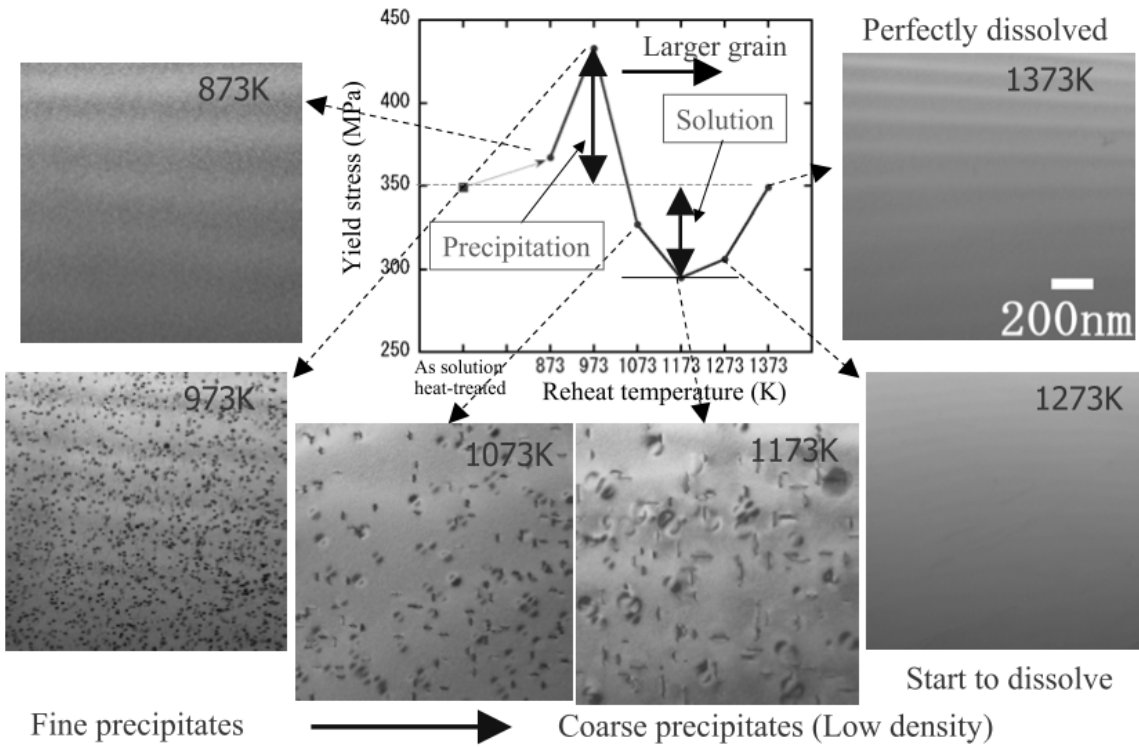 Perfectly dissolved
873K
1373K
200nm
450
400
350
300
250
Yield stress (MPa)
Larger grain
Solution
Precipitation
As solution
heat-treated
873 973 1073 1173 1273 1373
Reheat temperature (K)
973K
1073K
1173K
1273K
Start to dissolve
Fine precipitates
Coarse precipitates (Low density)